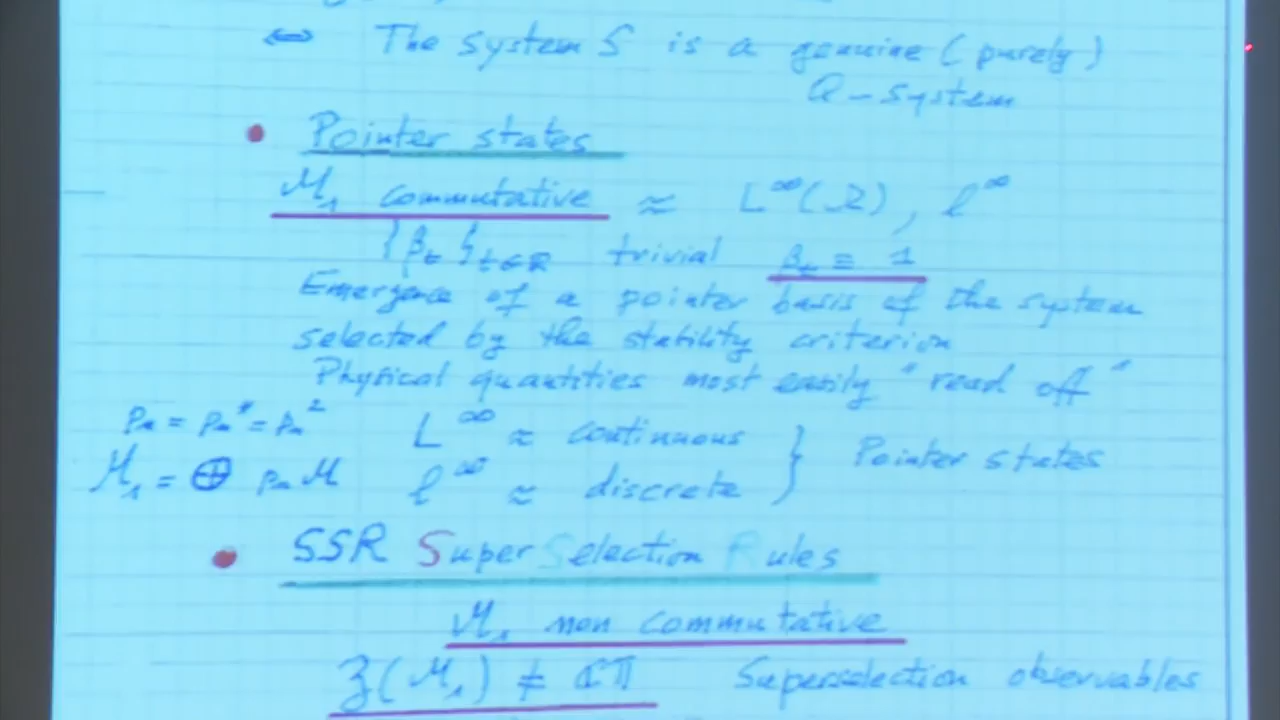 ⇔ The system S is a genuine (purely)
Q-system
• Pointer states
M₁ commutative ≈ L^∞(Ω), ℓ^∞
{β_t}_{t∈R} trivial β_t ≡ 1
Emergence of a pointer basis of the system
selected by the stability criterion
Physical quantities most easily "read off"
p_n = p_n* = p_n² L^∞ ≈ continuous
M₁ = ⊕ p_n M ℓ^∞ ≈ discrete } Pointer states
• SSR Super Selection Rules
M₁ non commutative
Z(M₁) ≠ ℂ𝟙 Superselection observables